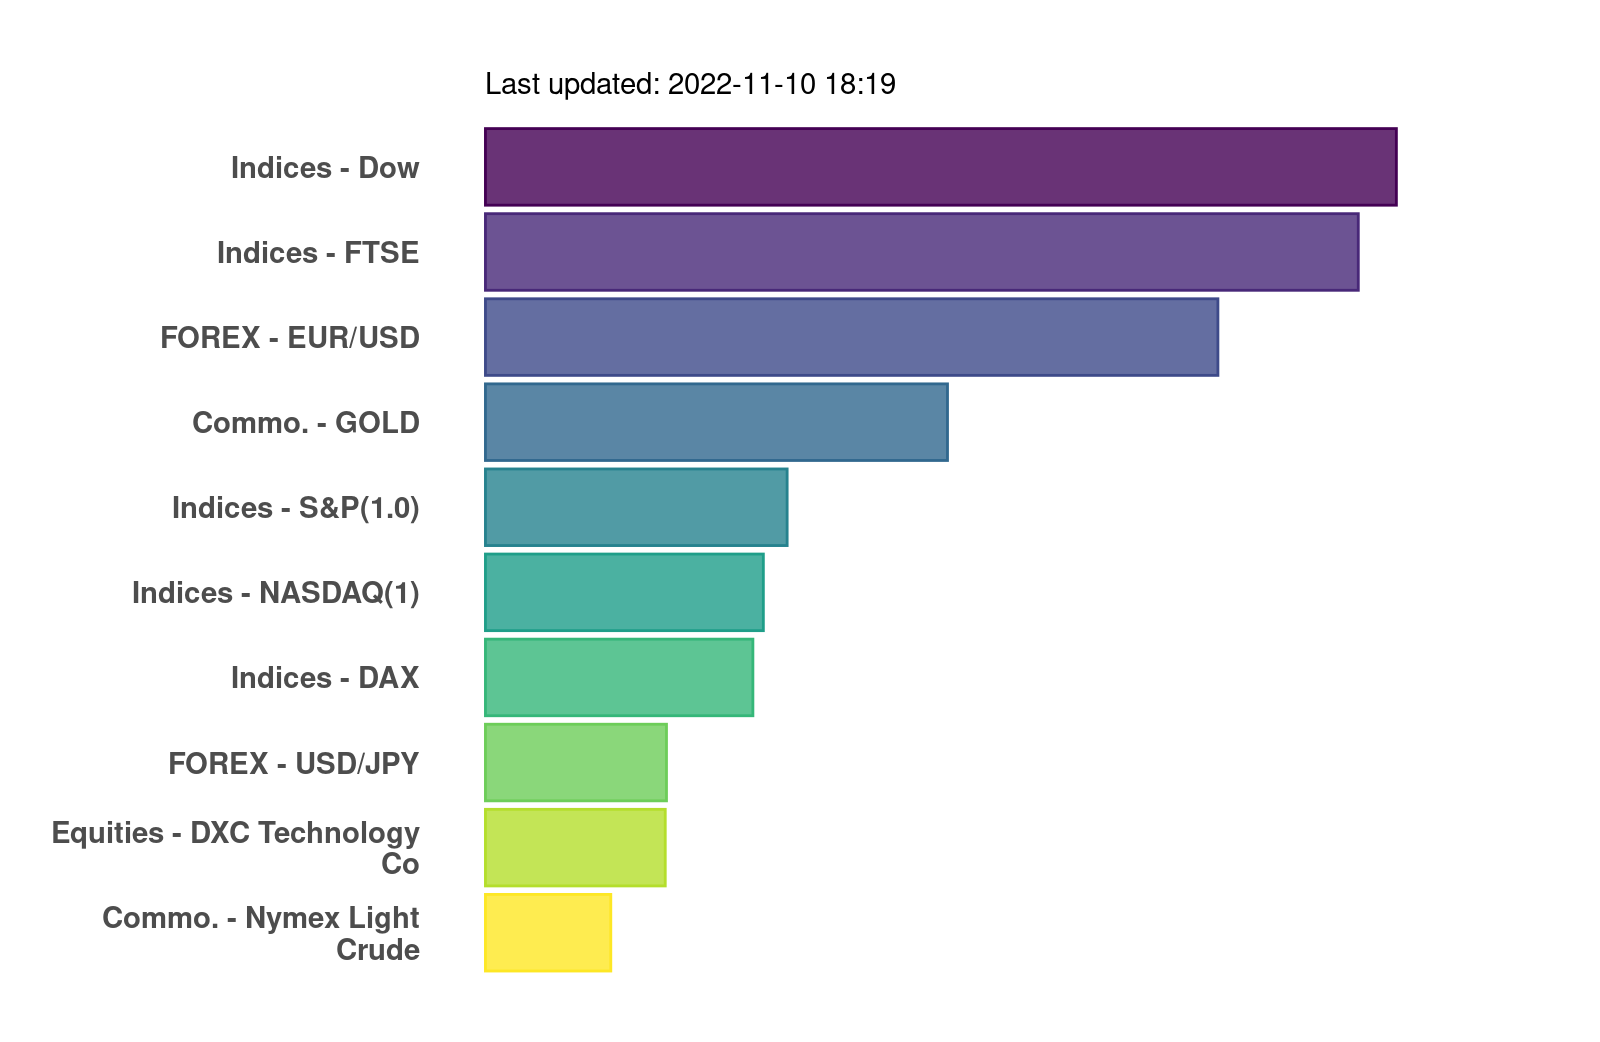 Last updated: 2022-11-10 18:19
Indices - Dow
Indices - FTSE
FOREX - EUR/USD
Commo. - GOLD
Indices - S&P(1.0)
Indices - NASDAQ(1)
Indices - DAX
FOREX - USD/JPY
Equities - DXC Technology
Co
Commo. - Nymex Light
Crude